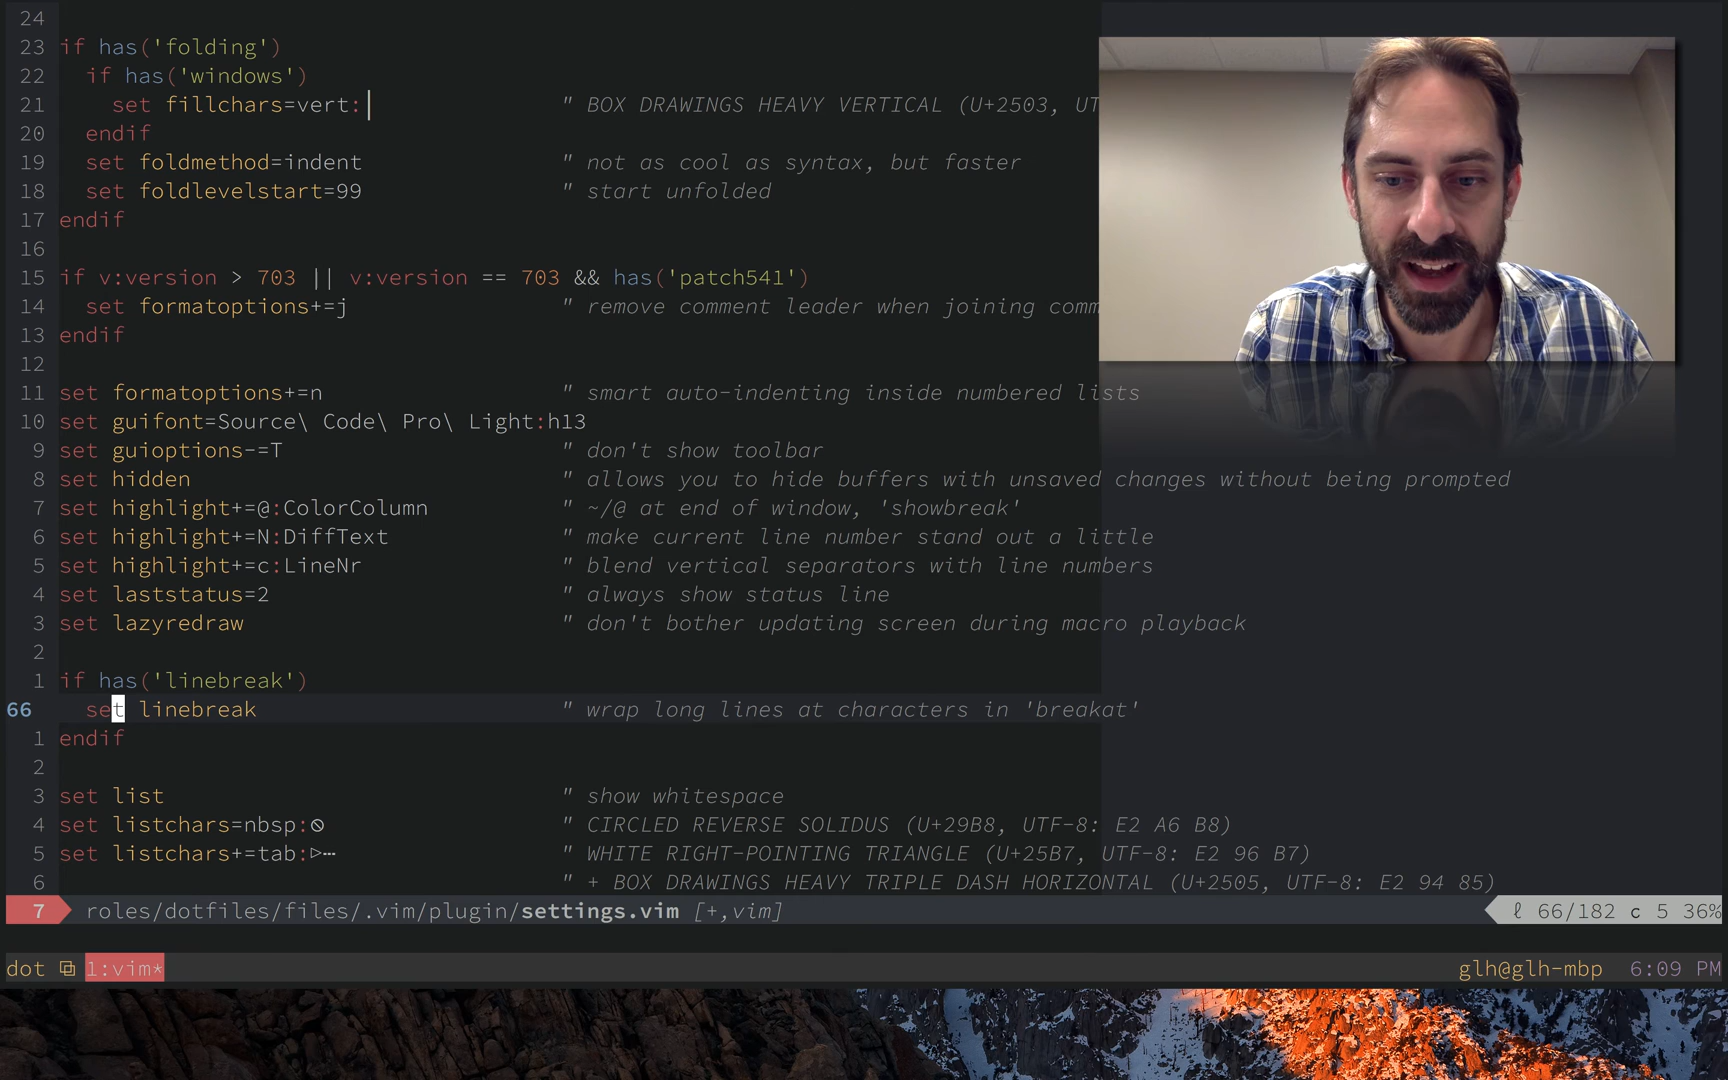 24
23 if has('folding')
22 if has('windows')
21 set fillchars=vert:┃ " BOX DRAWINGS HEAVY VERTICAL (U+2503, UT
20 endif
19 set foldmethod=indent " not as cool as syntax, but faster
18 set foldlevelstart=99 " start unfolded
17 endif
16
15 if v:version > 703 || v:version == 703 && has('patch541')
14 set formatoptions+=j " remove comment leader when joining comm
13 endif
12
11 set formatoptions+=n " smart auto-indenting inside numbered lists
10 set guifont=Source\ Code\ Pro\ Light:h13
9 set guioptions-=T " don't show toolbar
8 set hidden " allows you to hide buffers with unsaved changes without being prompted
7 set highlight+=@:ColorColumn " ~/@ at end of window, 'showbreak'
6 set highlight+=N:DiffText " make current line number stand out a little
5 set highlight+=c:LineNr " blend vertical separators with line numbers
4 set laststatus=2 " always show status line
3 set lazyredraw " don't bother updating screen during macro playback
2
1 if has('linebreak')
66 set linebreak " wrap long lines at characters in 'breakat'
1 endif
2
3 set list " show whitespace
4 set listchars=nbsp:⦸ " CIRCLED REVERSE SOLIDUS (U+29B8, UTF-8: E2 A6 B8)
5 set listchars+=tab:▷┅ " WHITE RIGHT-POINTING TRIANGLE (U+25B7, UTF-8: E2 96 B7)
6 " + BOX DRAWINGS HEAVY TRIPLE DASH HORIZONTAL (U+2505, UTF-8: E2 94 85)
7 roles/dotfiles/files/.vim/plugin/settings.vim [+,vim] ℓ 66/182 c 5 36%
dot 1:vim* glh@glh-mbp 6:09 PM